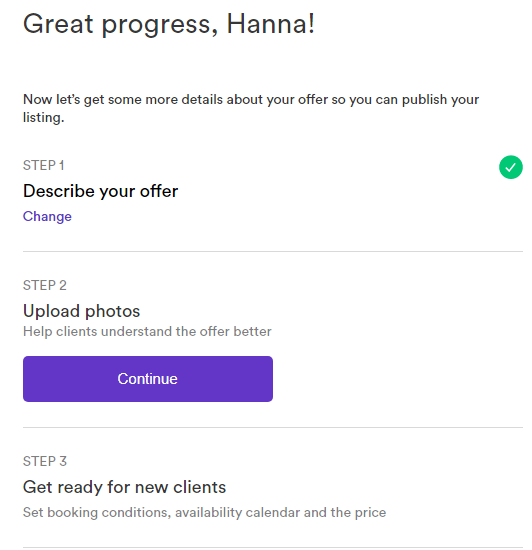 Great progress, Hanna!
Now let's get some more details about your offer so you can publish your
listing.
STEP 1
Describe your offer
Change
STEP 2
Upload photos
Help clients understand the offer better
Continue
STEP 3
Get ready for new clients
Set booking conditions, availability calendar and the price